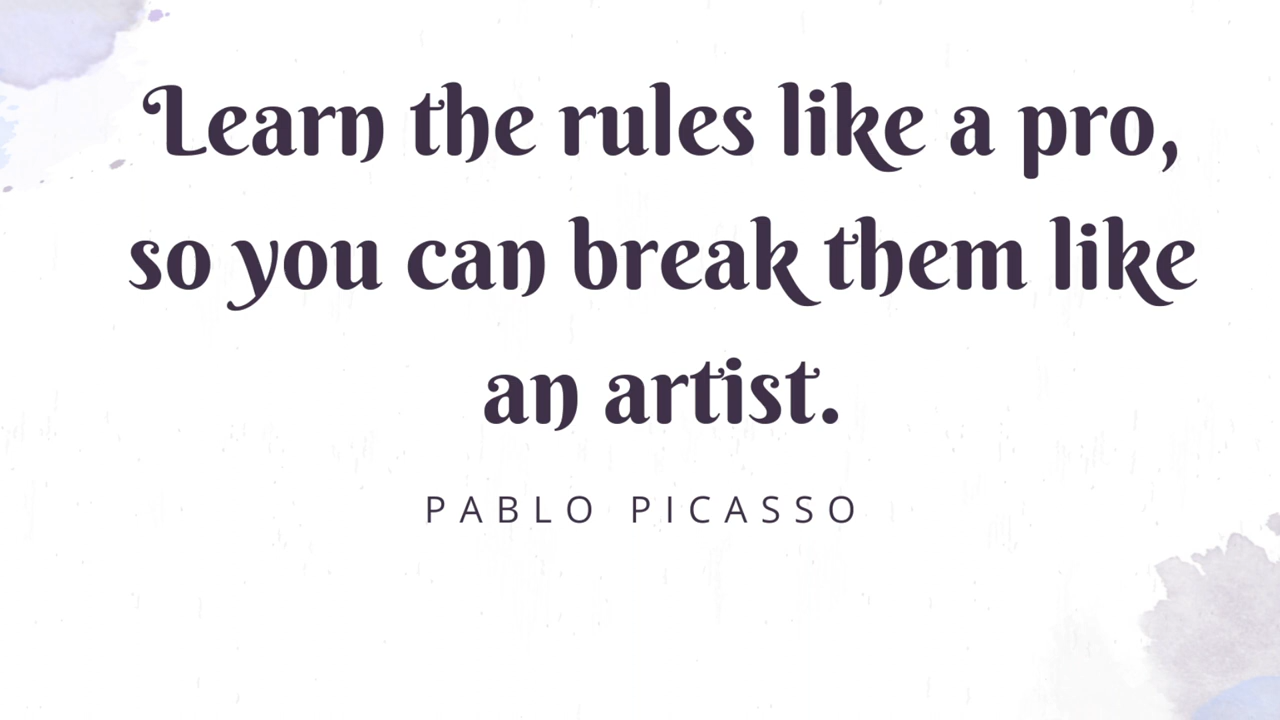 Learn the rules like a pro,
so you can break them like
an artist.
PABLO PICASSO